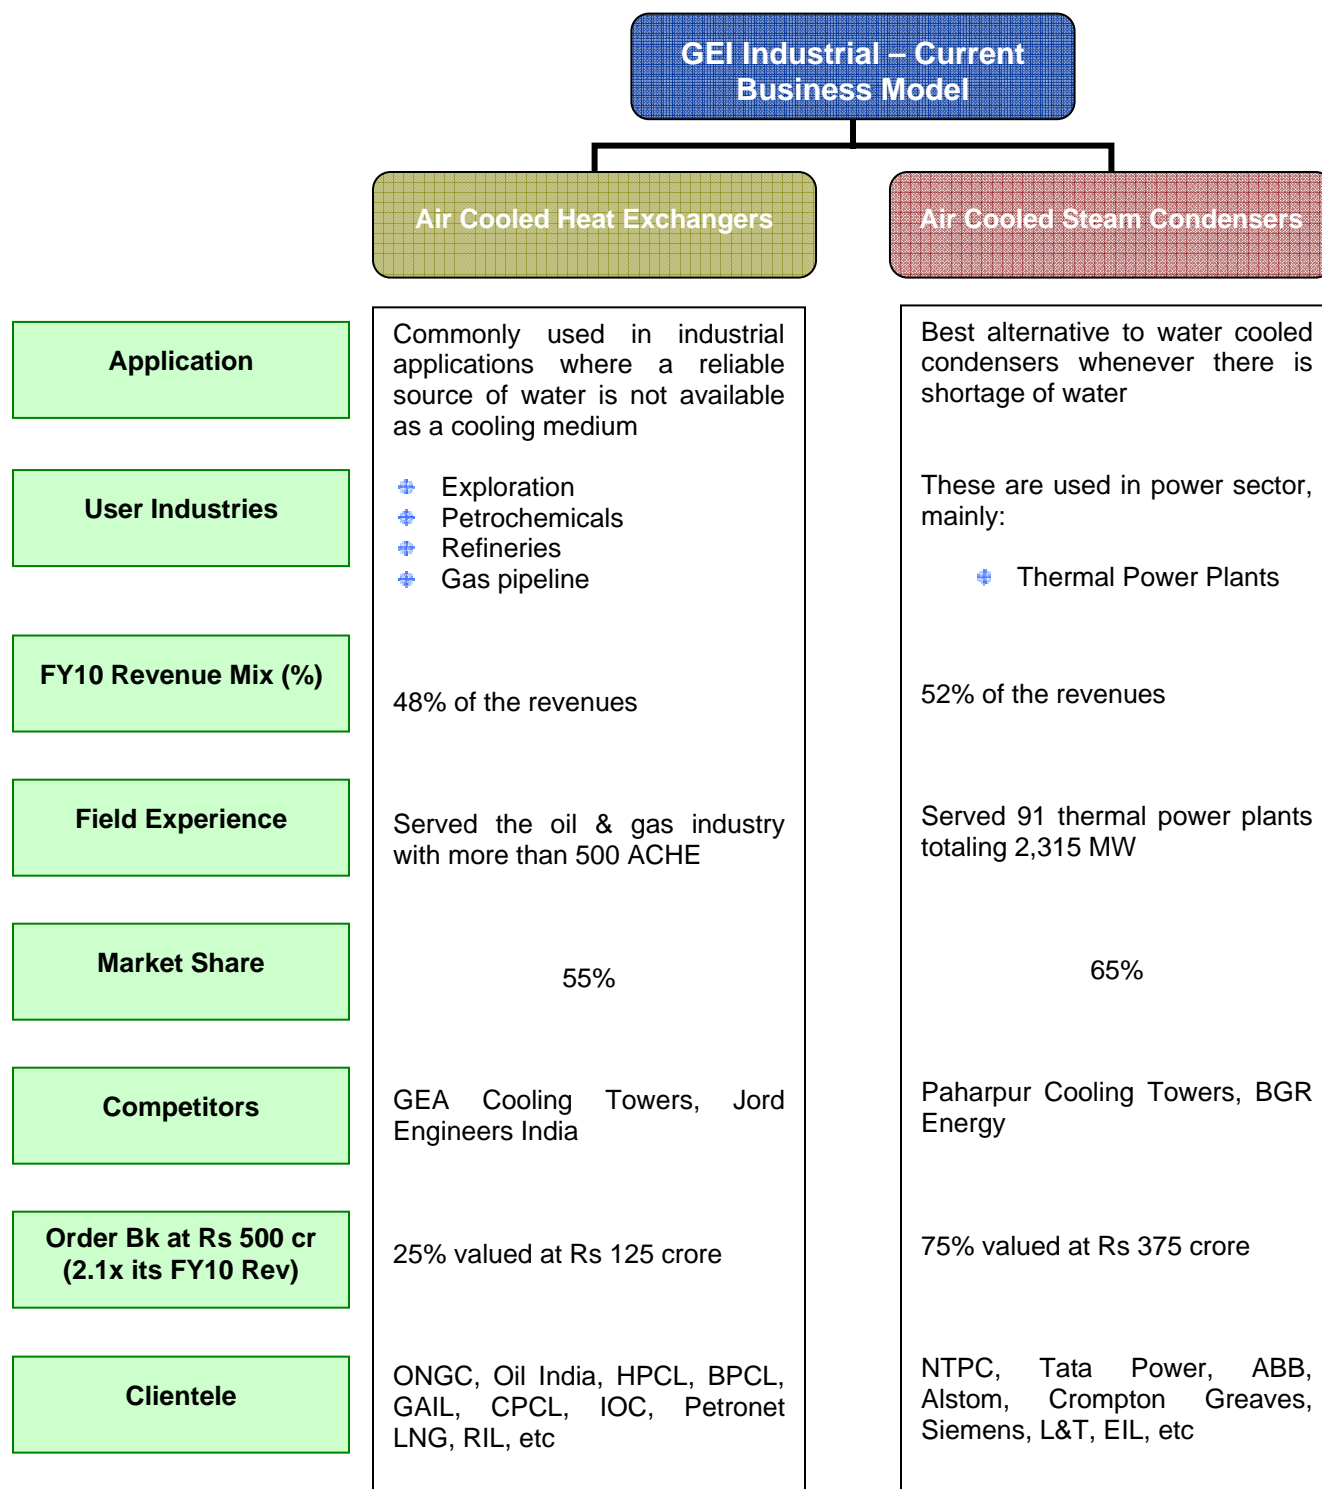 GEI Industrial – Current
Business Model
Air Cooled Heat Exchangers
Air Cooled Steam Condensers
Application
Commonly used in industrial
applications where a reliable
source of water is not available
as a cooling medium
Best alternative to water cooled
condensers whenever there is
shortage of water
User Industries
Exploration
Petrochemicals
Refineries
Gas pipeline
These are used in power sector,
mainly:
Thermal Power Plants
FY10 Revenue Mix (%)
48% of the revenues
52% of the revenues
Field Experience
Served the oil & gas industry
with more than 500 ACHE
Served 91 thermal power plants
totaling 2,315 MW
Market Share
55%
65%
Competitors
GEA Cooling Towers, Jord
Engineers India
Paharpur Cooling Towers, BGR
Energy
Order Bk at Rs 500 cr
(2.1x its FY10 Rev)
25% valued at Rs 125 crore
75% valued at Rs 375 crore
Clientele
ONGC, Oil India, HPCL, BPCL,
GAIL, CPCL, IOC, Petronet
LNG, RIL, etc
NTPC, Tata Power, ABB,
Alstom, Crompton Greaves,
Siemens, L&T, EIL, etc